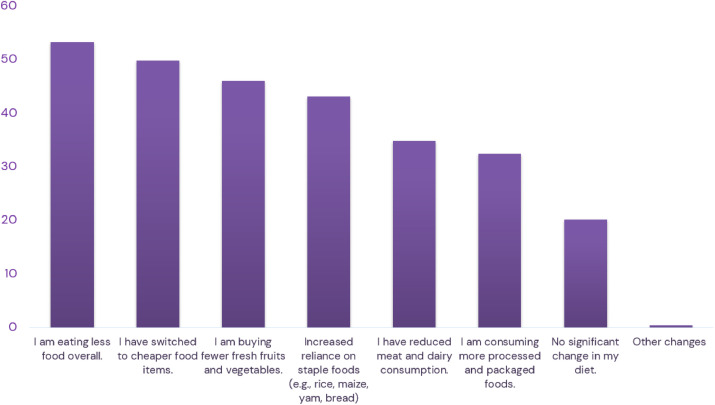 60
50
40
30
20
10
0
I am eating less
food overall.
I have switched
to cheaper food
items.
I am buying
fewer fresh fruits
and vegetables.
Increased
reliance on
staple foods
(e.g., rice, maize,
yam, bread)
I have reduced
meat and dairy
consumption.
I am consuming
more processed
and packaged
foods.
No significant
change in my
diet.
Other changes